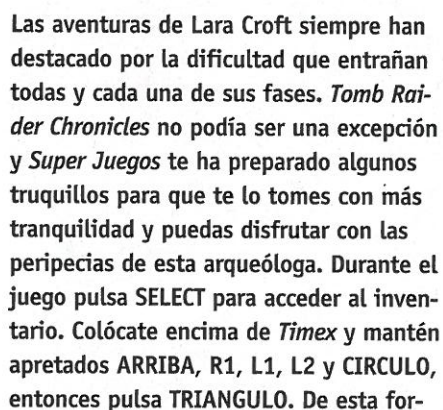 Las aventuras de Lara Croft siempre han
destacado por la dificultad que entrañan
todas y cada una de sus fases. Tomb Rai-
der Chronicles no podía ser una excepción
y Super Juegos te ha preparado algunos
truquillos para que te lo tomes con más
tranquilidad y puedas disfrutar con las
peripecias de esta arqueóloga. Durante el
juego pulsa SELECT para acceder al inven-
tario. Colócate encima de Timex y mantén
apretados ARRIBA, R1, L1, L2 y CIRCULO,
entonces pulsa TRIANGULO. De esta for-